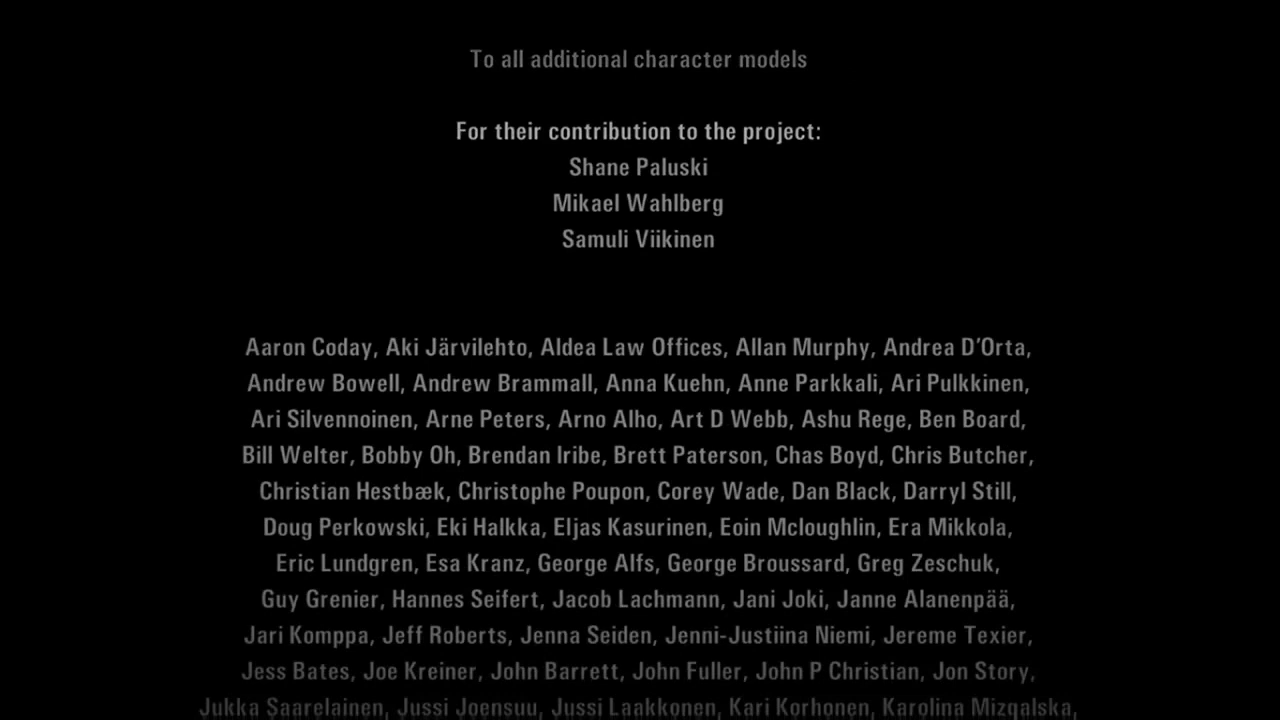 To all additional character models
For their contribution to the project:
Shane Paluski
Mikael Wahlberg
Samuli Viikinen
Aaron Coday, Aki Järvilehto, Aldea Law Offices, Allan Murphy, Andrea D'Orta,
Andrew Bowell, Andrew Brammall, Anna Kuehn, Anne Parkkali, Ari Pulkkinen,
Ari Silvennoinen, Arne Peters, Arno Alho, Art D Webb, Ashu Rege, Ben Board,
Bill Welter, Bobby Oh, Brendan Iribe, Brett Paterson, Chas Boyd, Chris Butcher,
Christian Hestbæk, Christophe Poupon, Corey Wade, Dan Black, Darryl Still,
Doug Perkowski, Eki Halkka, Eljas Kasurinen, Eoin Mcloughlin, Era Mikkola,
Eric Lundgren, Esa Kranz, George Alfs, George Broussard, Greg Zeschuk,
Guy Grenier, Hannes Seifert, Jacob Lachmann, Jani Joki, Janne Alanenpää,
Jari Komppa, Jeff Roberts, Jenna Seiden, Jenni-Justiina Niemi, Jereme Texier,
Jess Bates, Joe Kreiner, John Barrett, John Fuller, John P Christian, Jon Story,
Jukka Saarelainen, Jussi Joensuu, Jussi Laakkonen, Kari Korhonen, Karolina Mizgalska,